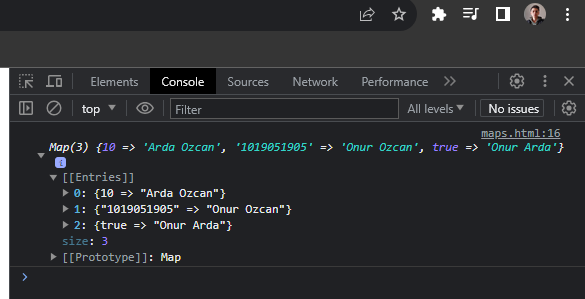 Elements Console Sources Network Performance
top Filter All levels No issues
maps.html:16
Map(3) {10 => 'Arda Ozcan', '1019051905' => 'Onur Ozcan', true => 'Onur Arda'}
i
[[Entries]]
0: {10 => "Arda Ozcan"}
1: {"1019051905" => "Onur Ozcan"}
2: {true => "Onur Arda"}
size: 3
[[Prototype]]: Map